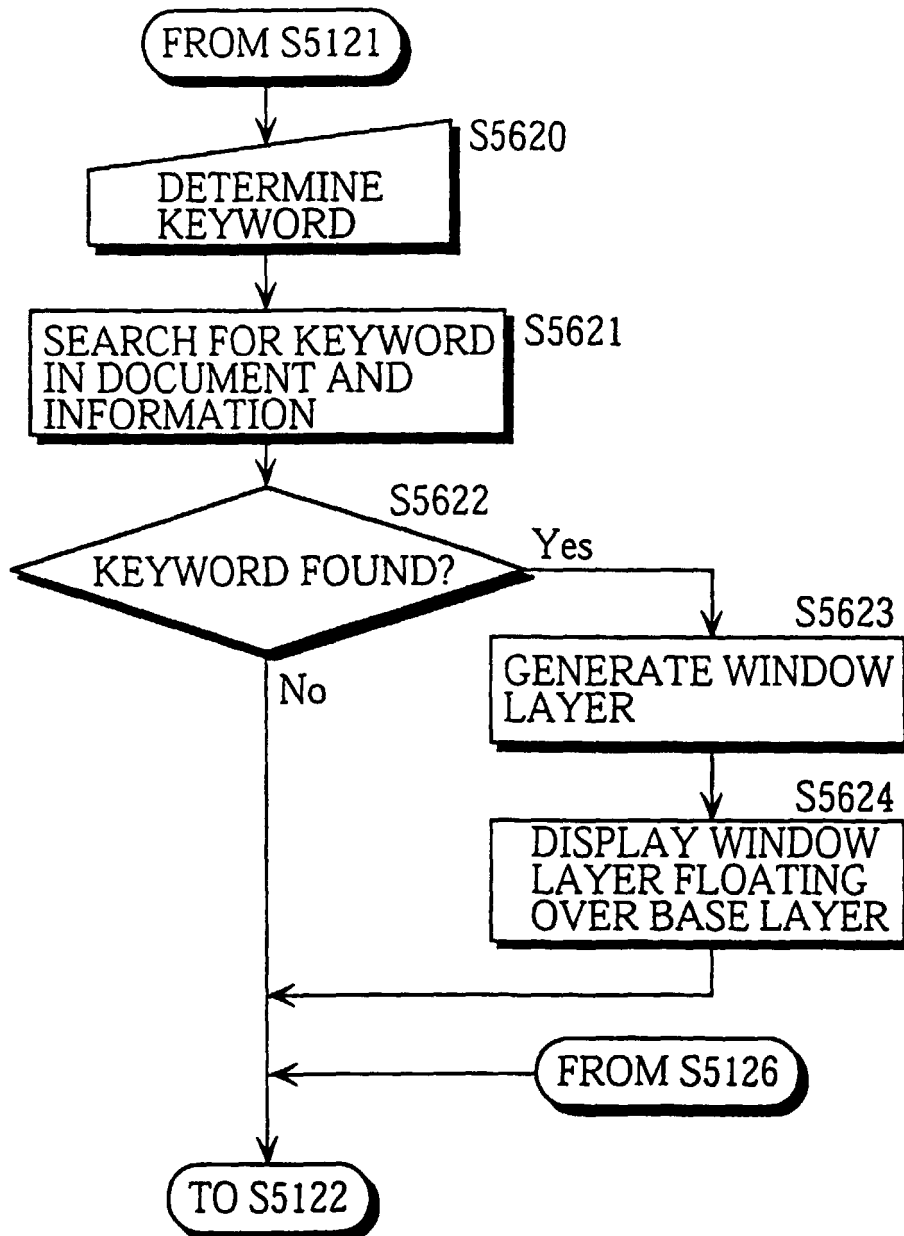 FROM S5121
S5620
DETERMINE
KEYWORD
SEARCH FOR KEYWORD
IN DOCUMENT AND
INFORMATION
S5621
S5622
KEYWORD FOUND?
Yes
No
S5623
GENERATE WINDOW
LAYER
S5624
DISPLAY WINDOW
LAYER FLOATING
OVER BASE LAYER
FROM S5126
TO S5122